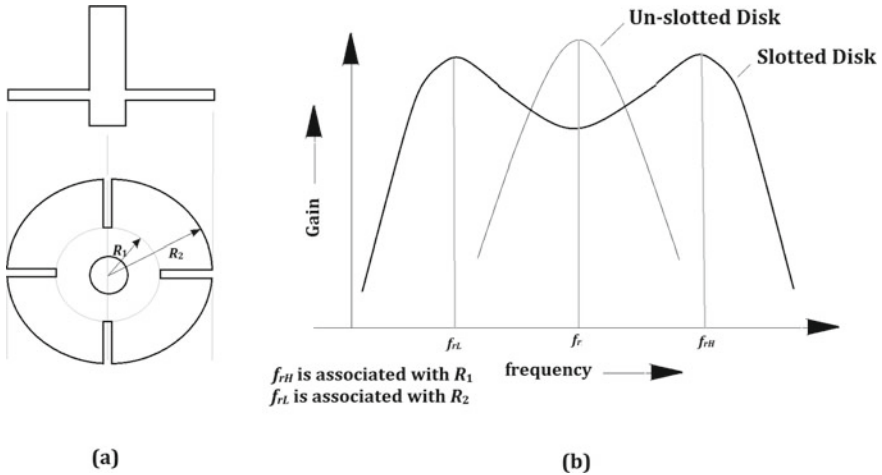 R1
R2
(a)
Un-slotted Disk
Slotted Disk
Gain
frL
fr
frH
frequency
frH is associated with R1
frL is associated with R2
(b)